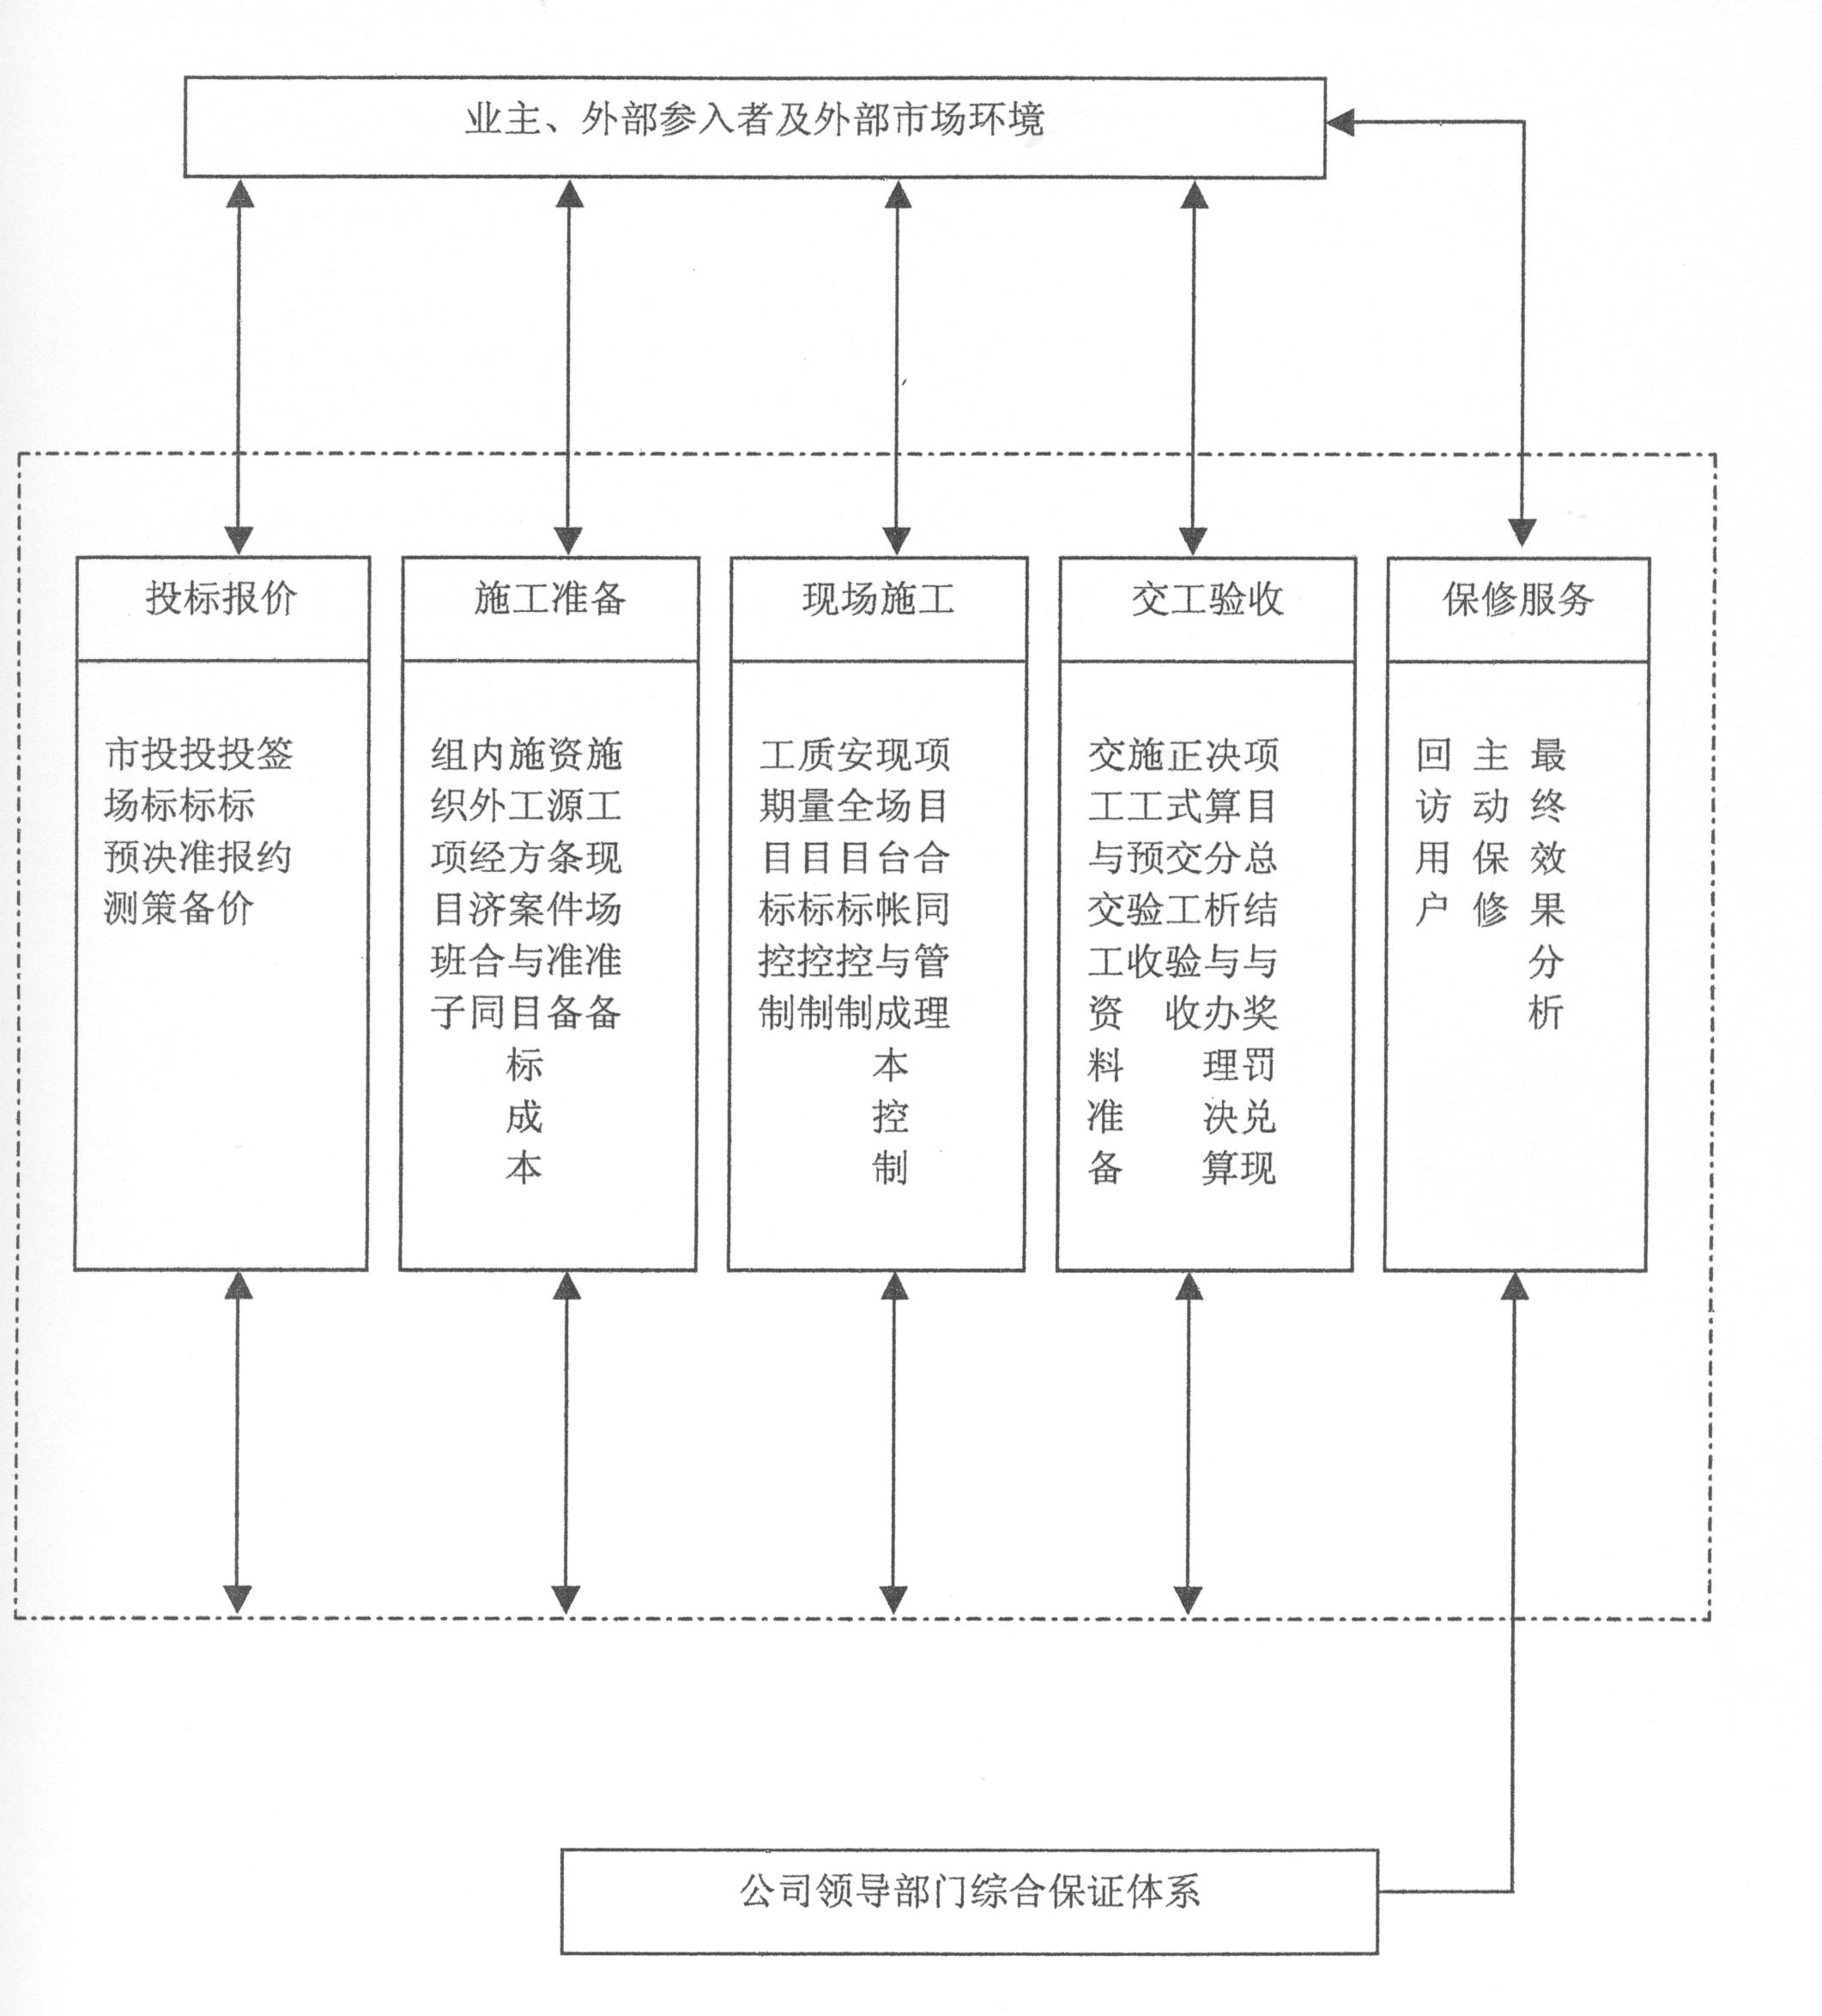 业主、外部参入者及外部市场环境
投标报价
市场预测
投标决策
投标准备
投标报价
签约
施工准备
组织项目班子
内外经济合同
施工方案与目标成本
资源条件准备
施工现场准备
现场施工
工期目标控制
质量目标控制
安全目标控制
现场台帐与成本控制
项目合同管理
交工验收
交工与交工资料准备
施工预验收
正式交工验收
决算分析与办理决算
项目总结与奖罚兑现
保修服务
回访用户
主动保修
最终效果分析
公司领导部门综合保证体系